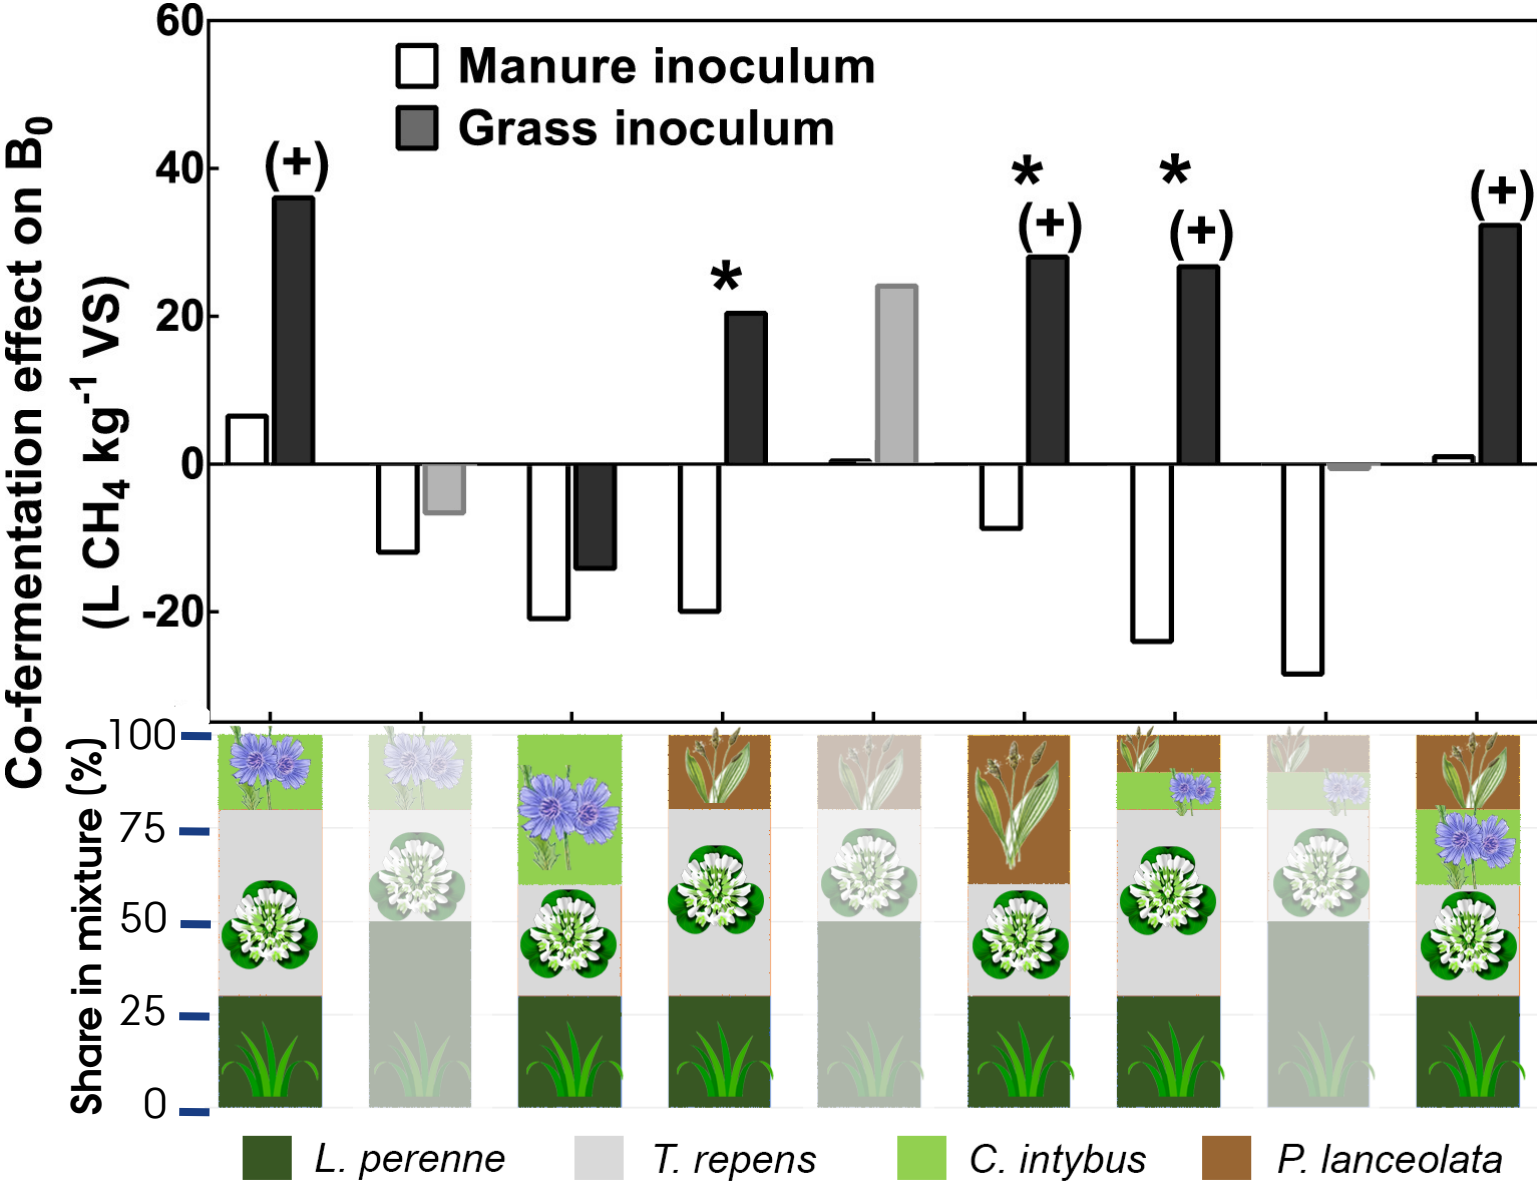 Co-fermentation effect on B0
(L CH4 kg-1 VS)
60
40
20
0
-20
Manure inoculum
Grass inoculum
(+)
*
*
(+)
*
(+)
(+)
Share in mixture (%)
100
75
50
25
0
L. perenne
T. repens
C. intybus
P. lanceolata